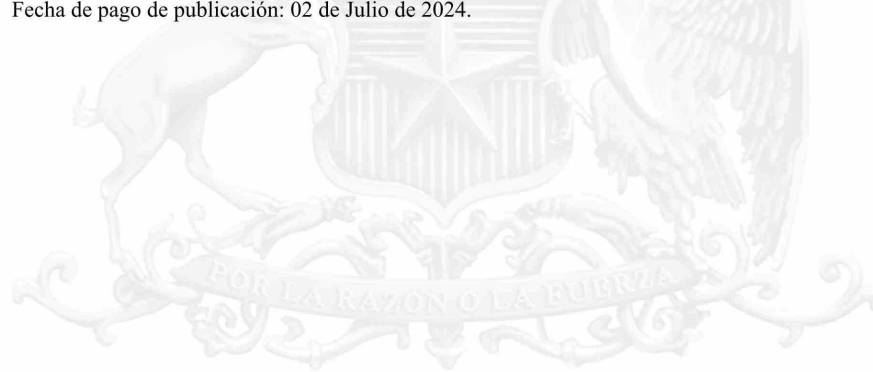 Fecha de pago de publicación: 02 de Julio de 2024.
POR LA RAZON O LA FUERZA